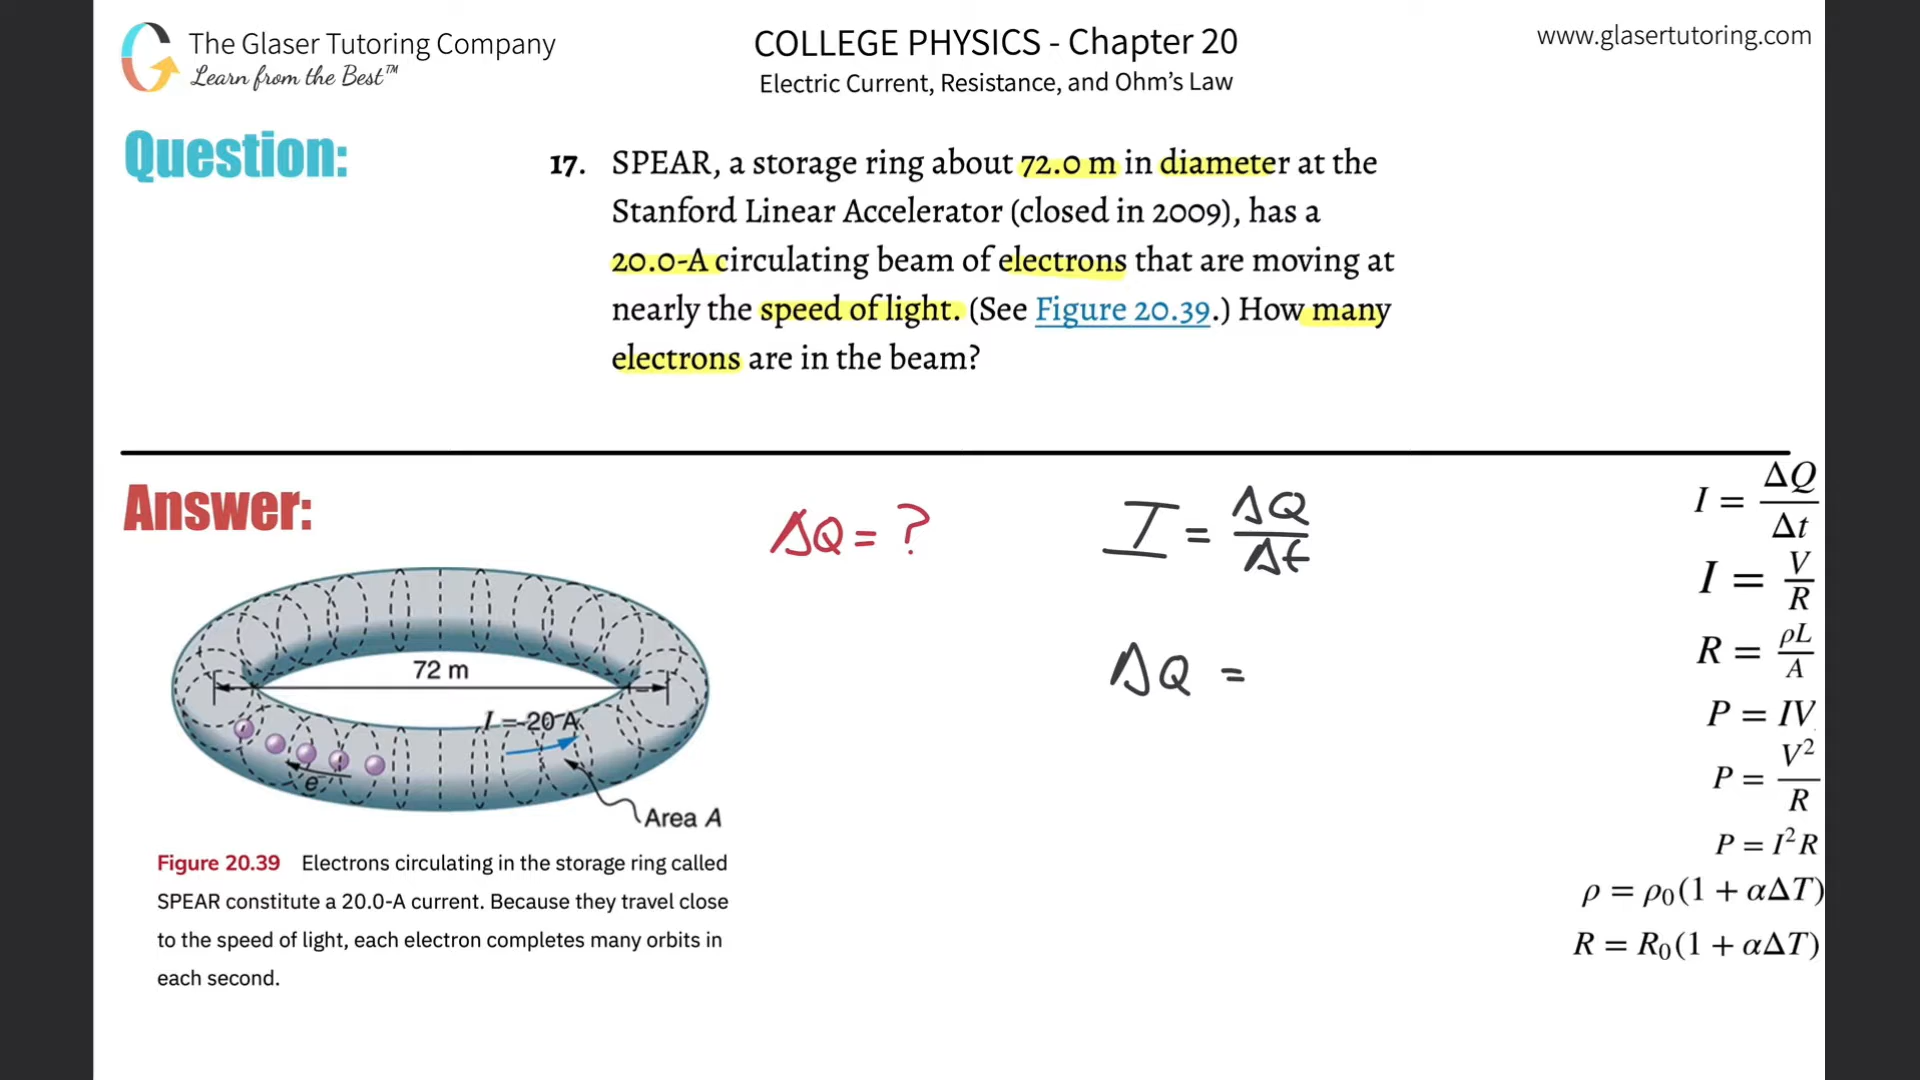 The Glaser Tutoring Company
Learn from the Best™
COLLEGE PHYSICS - Chapter 20
Electric Current, Resistance, and Ohm's Law
www.glasertutoring.com
Question:
17. SPEAR, a storage ring about 72.0 m in diameter at the
Stanford Linear Accelerator (closed in 2009), has a
20.0-A circulating beam of electrons that are moving at
nearly the speed of light. (See Figure 20.39.) How many
electrons are in the beam?
Answer:
ΔQ = ?
I = ΔQ/Δt
ΔQ =
72 m
I = 20 A
e⁻
Area A
Figure 20.39 Electrons circulating in the storage ring called
SPEAR constitute a 20.0-A current. Because they travel close
to the speed of light, each electron completes many orbits in
each second.
I = ΔQ/Δt
I = V/R
R = ρL/A
P = IV
P = V²/R
P = I²R
ρ = ρ₀(1 + αΔT)
R = R₀(1 + αΔT)